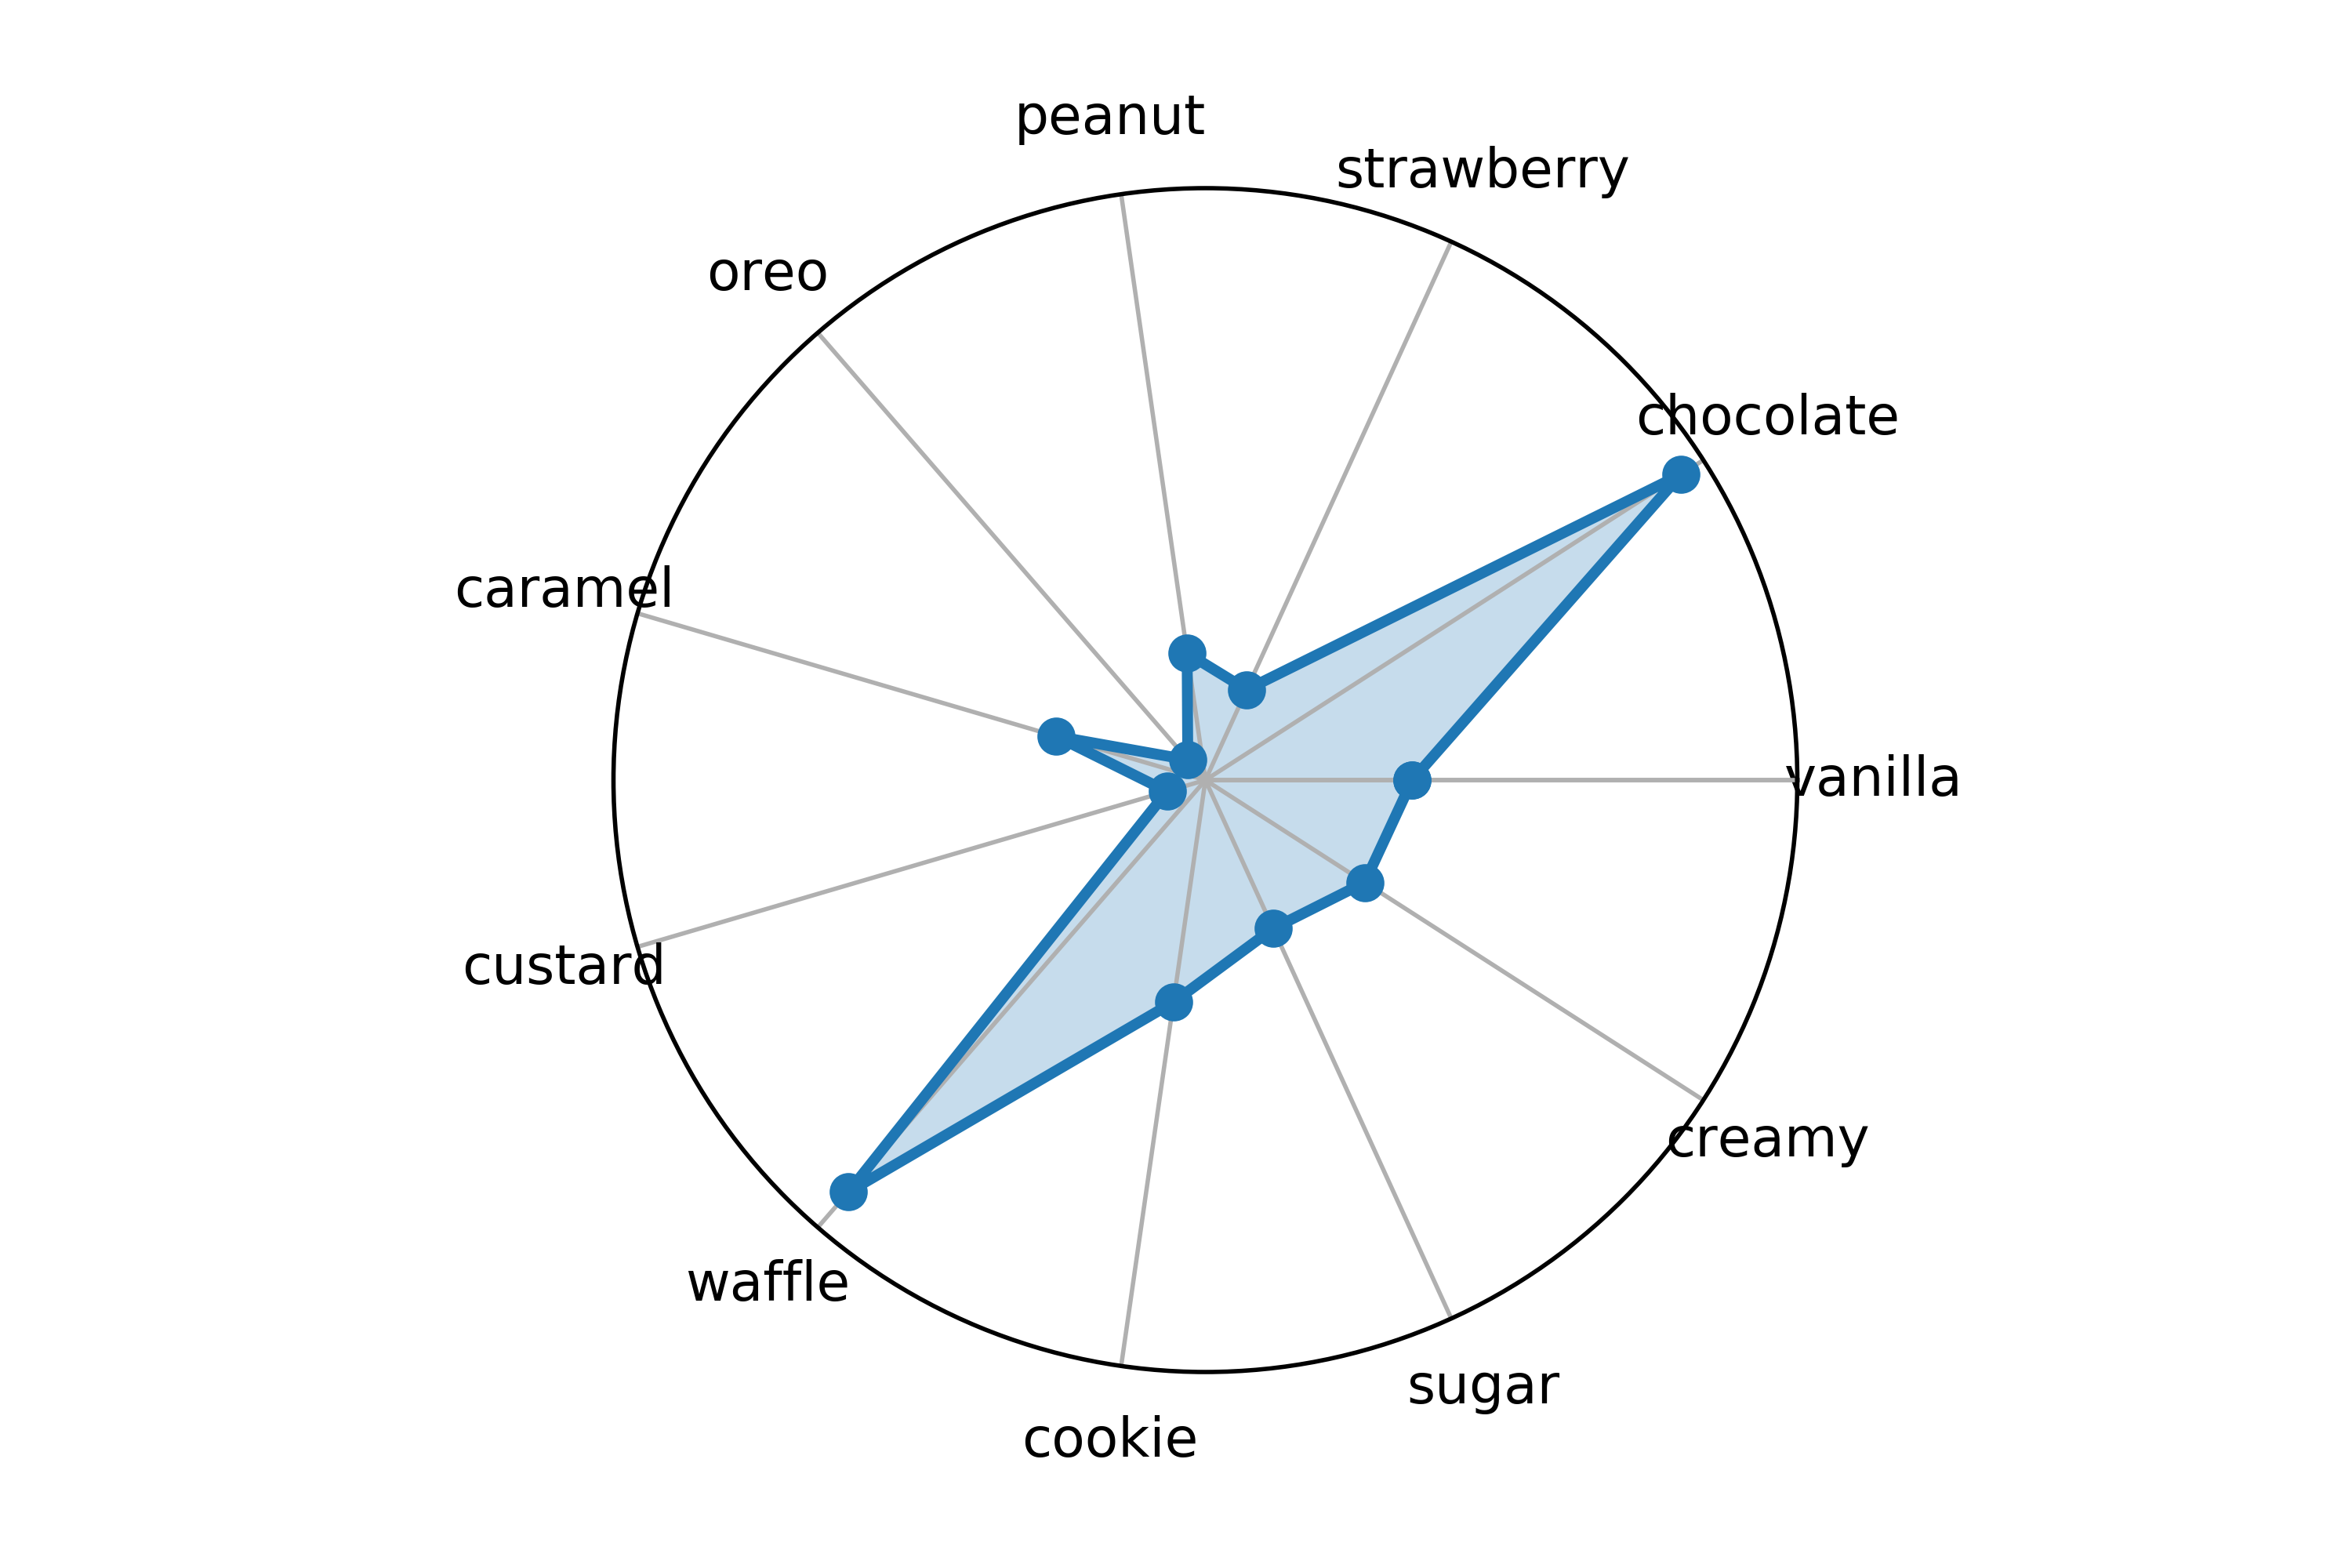 peanut
strawberry
oreo
chocolate
caramel
vanilla
custard
creamy
waffle
sugar
cookie